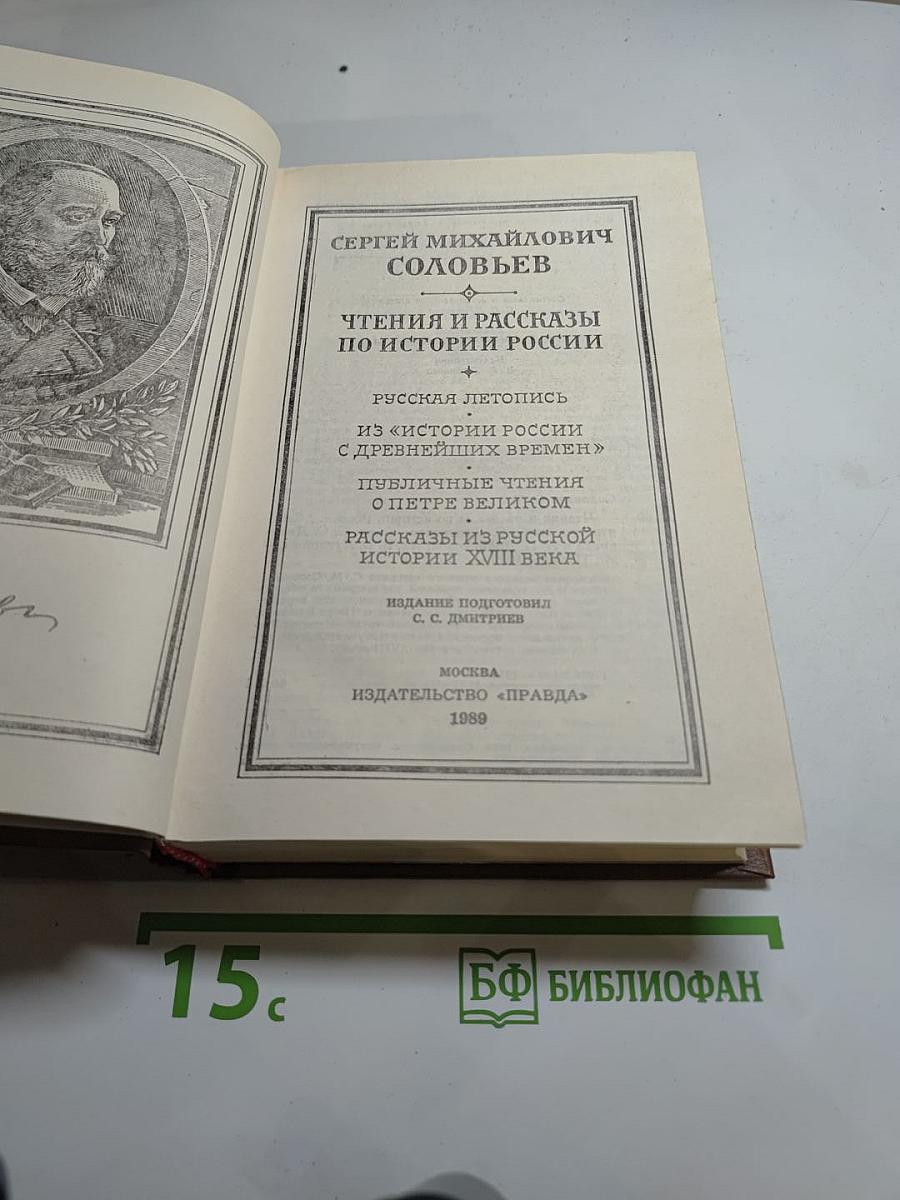 СЕРГЕЙ МИХАЙЛОВИЧ
СОЛОВЬЕВ
ЧТЕНИЯ И РАССКАЗЫ
ПО ИСТОРИИ РОССИИ
РУССКАЯ ЛЕТОПИСЬ
ИЗ «ИСТОРИИ РОССИИ
С ДРЕВНЕЙШИХ ВРЕМЕН»
ПУБЛИЧНЫЕ ЧТЕНИЯ
О ПЕТРЕ ВЕЛИКОМ
РАССКАЗЫ ИЗ РУССКОЙ
ИСТОРИИ XVIII ВЕКА
ИЗДАНИЕ ПОДГОТОВИЛ
С. С. ДМИТРИЕВ
МОСКВА
ИЗДАТЕЛЬСТВО «ПРАВДА»
1989
15 с
БФ БИБЛИОФАН